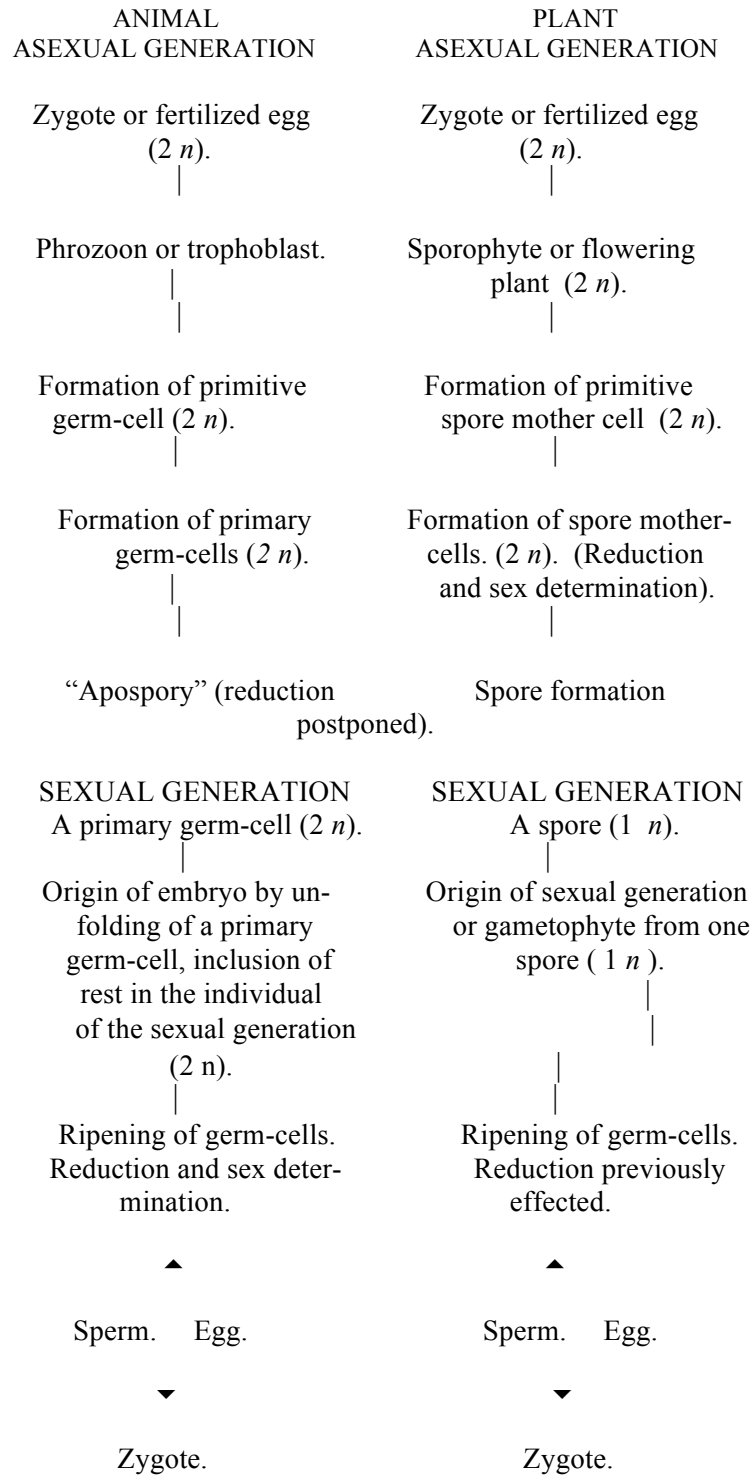 ANIMAL
ASEXUAL GENERATION
Zygote or fertilized egg
(2 n).
|
Phrozoon or trophoblast.
|
|
Formation of primitive
germ-cell (2 n).
|
Formation of primary
germ-cells (2 n).
|
|
“Apospory” (reduction
postponed).
SEXUAL GENERATION
A primary germ-cell (2 n).
|
Origin of embryo by un-
folding of a primary
germ-cell, inclusion of
rest in the individual
of the sexual generation
(2 n).
|
Ripening of germ-cells.
Reduction and sex deter-
mination.
Sperm. Egg.
Zygote.
PLANT
ASEXUAL GENERATION
Zygote or fertilized egg
(2 n).
|
Sporophyte or flowering
plant (2 n).
|
Formation of primitive
spore mother cell (2 n).
|
Formation of spore mother-
cells. (2 n). (Reduction
and sex determination).
|
Spore formation
SEXUAL GENERATION
A spore (1 n).
|
Origin of sexual generation
or gametophyte from one
spore ( 1 n ).
|
|
|
|
Ripening of germ-cells.
Reduction previously
effected.
Sperm. Egg.
Zygote.